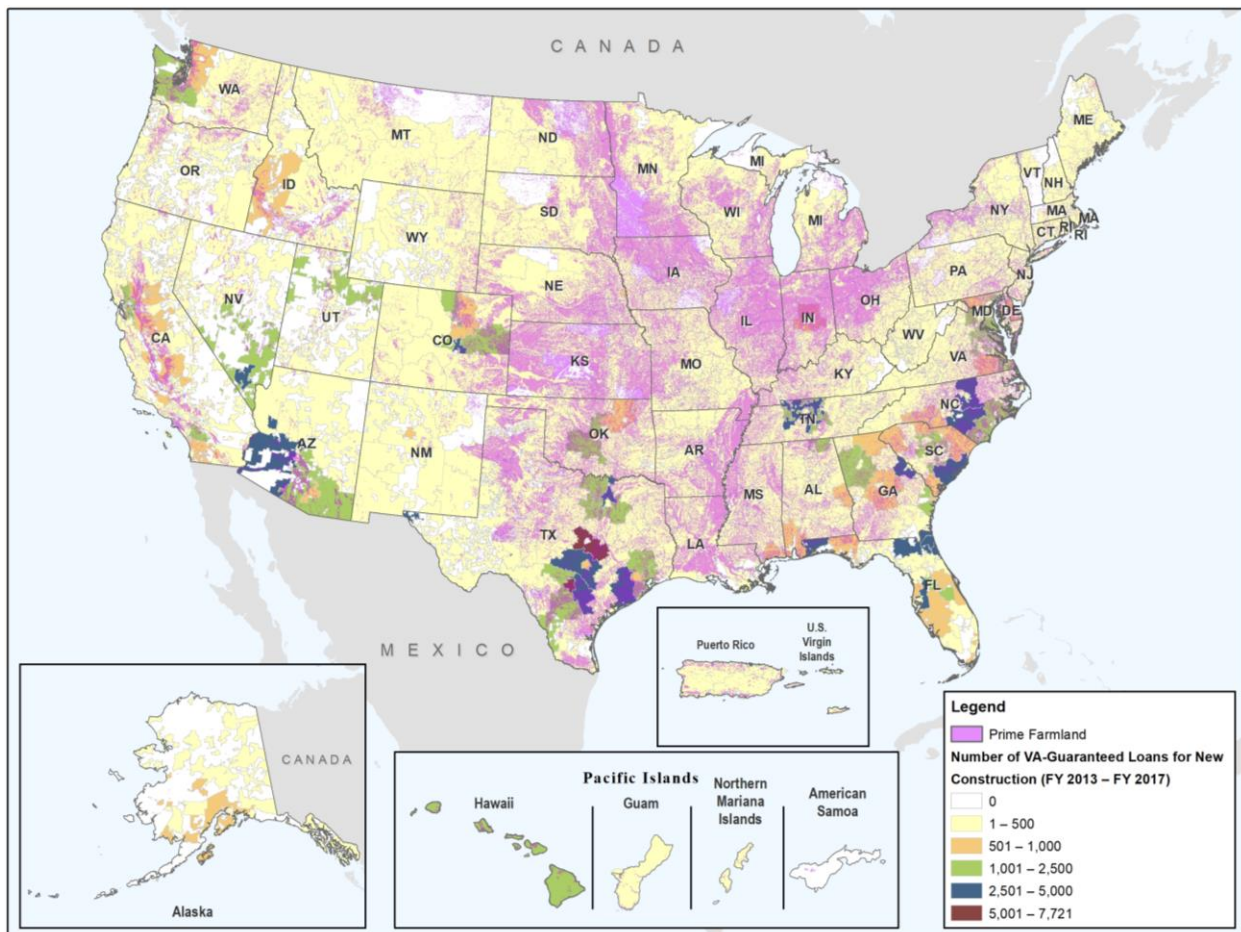 CANADA
WA
MT
ND
MN
MI
ME
OR
ID
SD
WI
MI
VT
NH
NY
MA
MA
CT
RI
RI
WY
IA
NE
PA
NJ
NV
UT
CO
IL
IN
OH
MD
DE
WV
CA
KS
MO
VA
KY
AZ
NM
OK
AR
TN
NC
SC
MS
AL
GA
TX
LA
FL
MEXICO
Puerto Rico
U.S.
Virgin
Islands
CANADA
Alaska
Pacific Islands
Hawaii
Guam
Northern
Mariana
Islands
American
Samoa
Legend
Prime Farmland
Number of VA-Guaranteed Loans for New
Construction (FY 2013 – FY 2017)
0
1 – 500
501 – 1,000
1,001 – 2,500
2,501 – 5,000
5,001 – 7,721